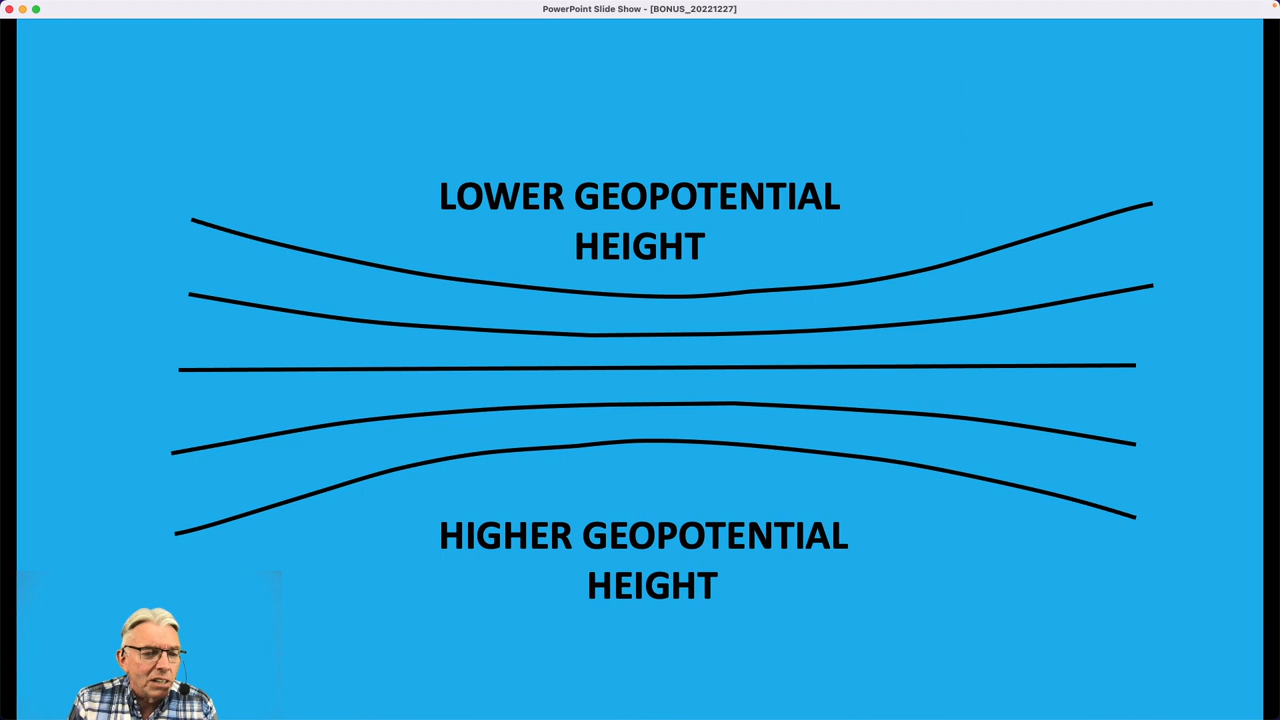 PowerPoint Slide Show - [BONUS_20221227]
LOWER GEOPOTENTIAL
HEIGHT
HIGHER GEOPOTENTIAL
HEIGHT